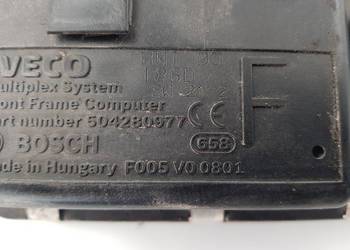 VECO
ultiplex System
ont Frame Computer
rt number 504280977 CE
BOSCH G58
F
de in Hungary F005 V0 0801